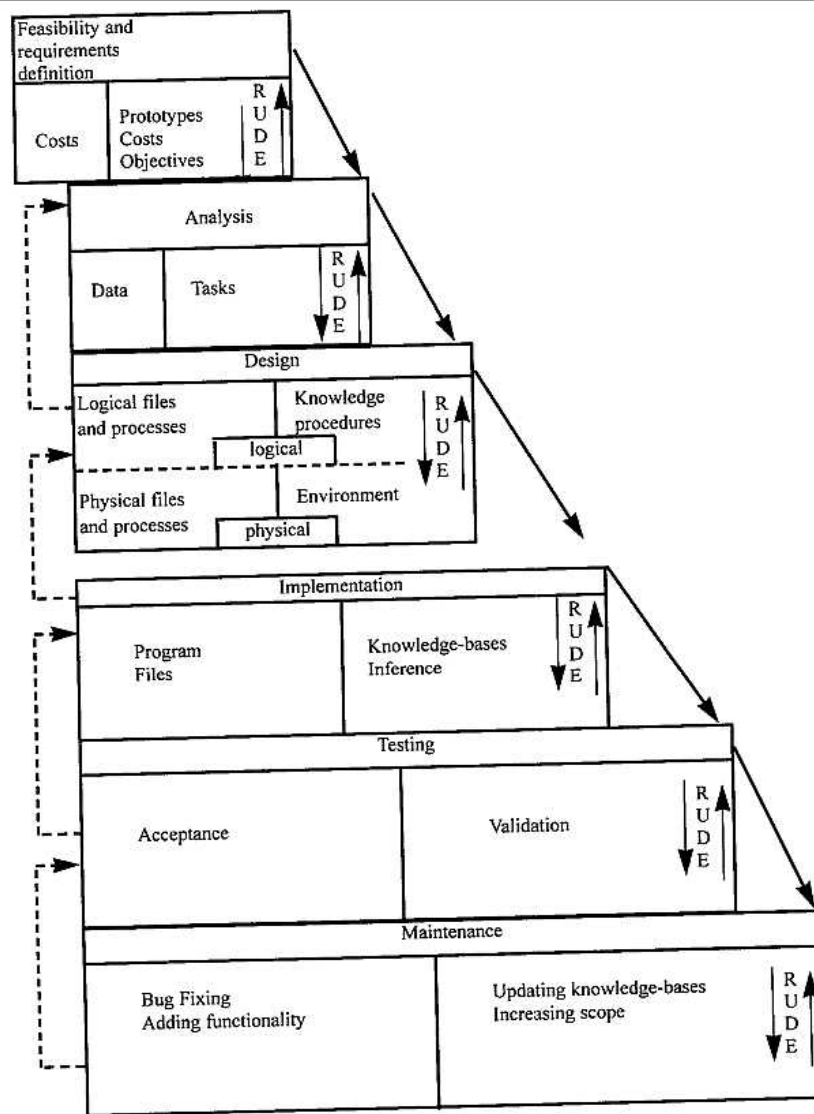 Feasibility and
requirements
definition
Costs
Prototypes
Costs
Objectives
R
U
D
E
Analysis
Data
Tasks
R
U
D
E
Design
Logical files
and processes
Knowledge
procedures
logical
R
U
D
E
Physical files
and processes
Environment
physical
Implementation
Program
Files
Knowledge-bases
Inference
R
U
D
E
Testing
Acceptance
Validation
R
U
D
E
Maintenance
Bug Fixing
Adding functionality
Updating knowledge-bases
Increasing scope
R
U
D
E